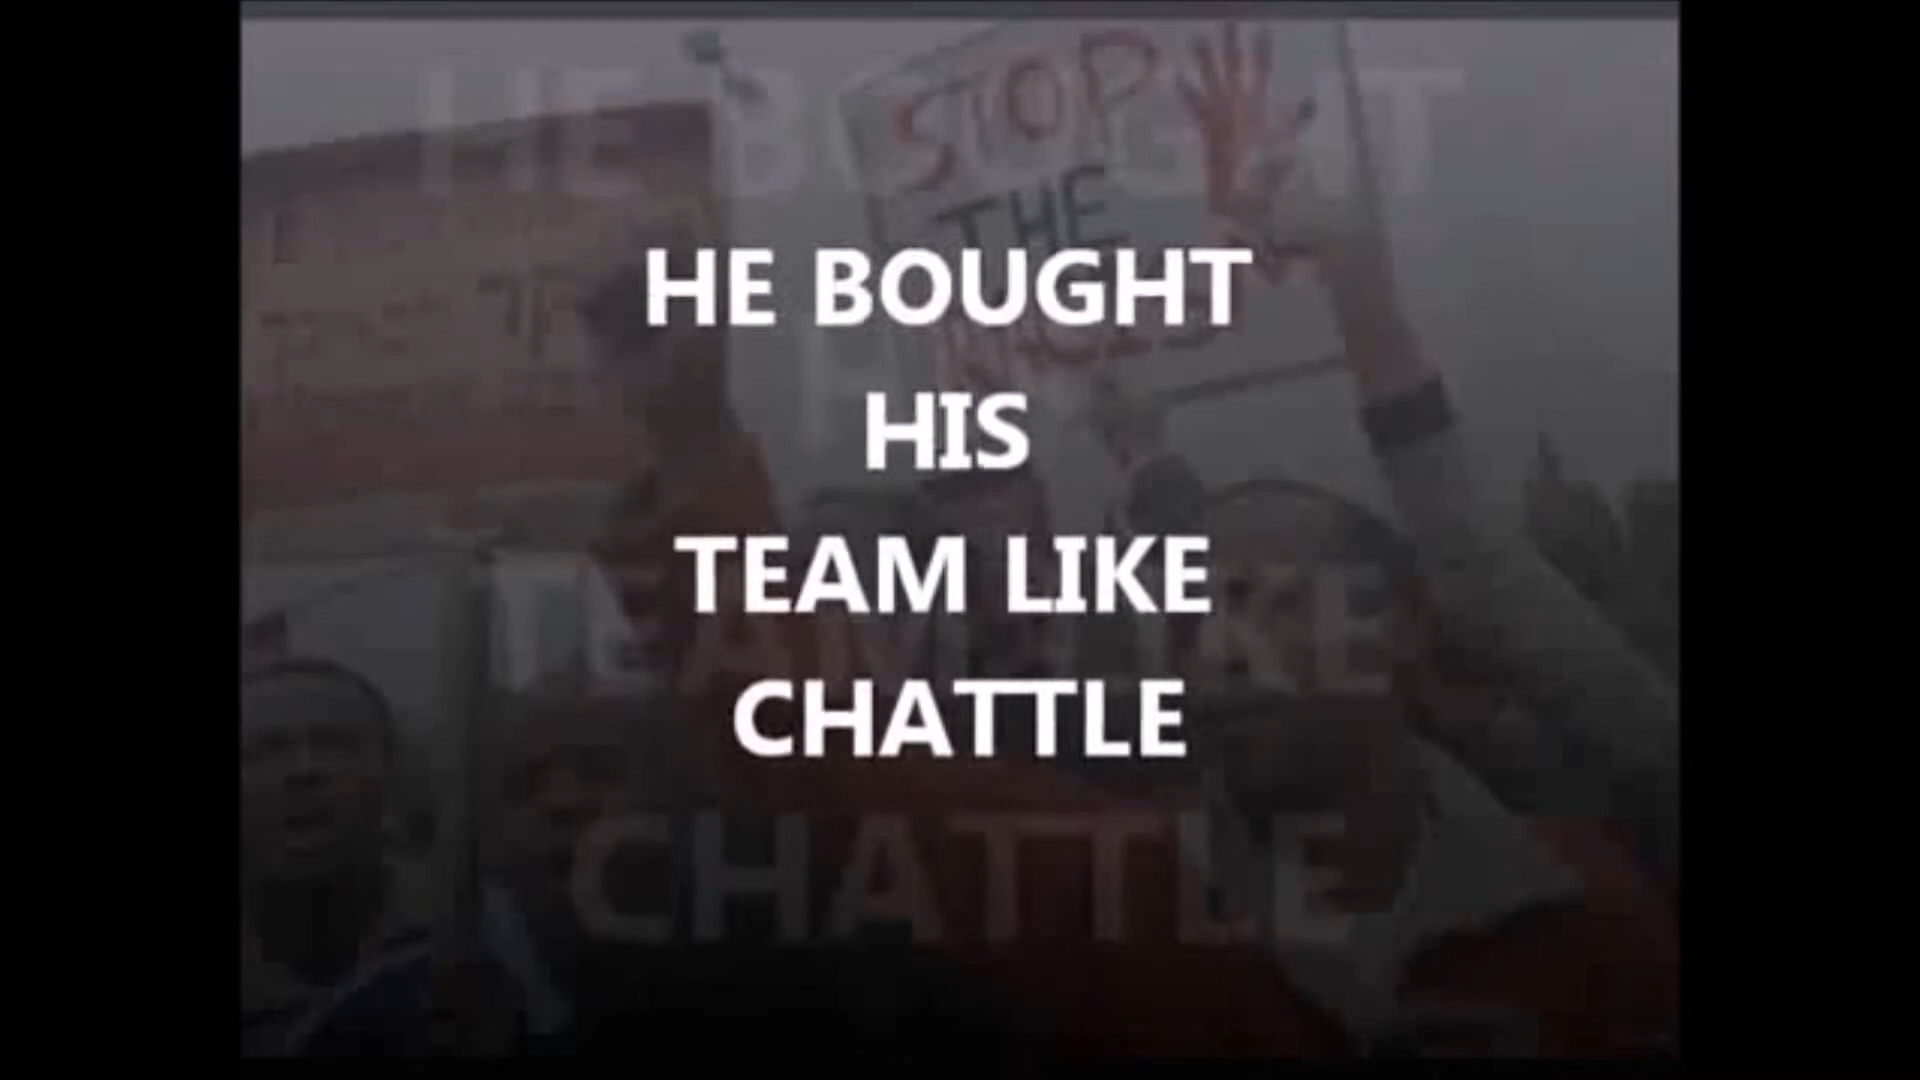 HE BOUGHT
HIS
TEAM LIKE
CHATTLE
STOP
THE